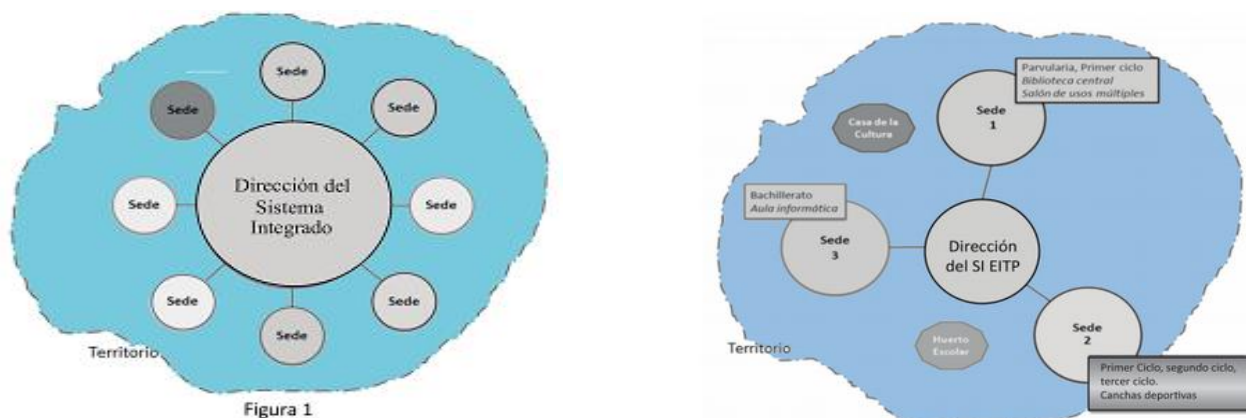 Sede
Sede
Sede
Sede
Sede
Sede
Sede
Sede
Dirección del
Sistema
Integrado
Territorio
Figura 1
Parvularia, Primer ciclo
Biblioteca central
Salón de usos múltiples
Sede
1
Casa de la
Cultura
Bachillerato
Aula informática
Sede
3
Dirección
del SI EITP
Huerto
Escolar
Sede
2
Territorio
Primer Ciclo, segundo ciclo,
tercer ciclo.
Canchas deportivas